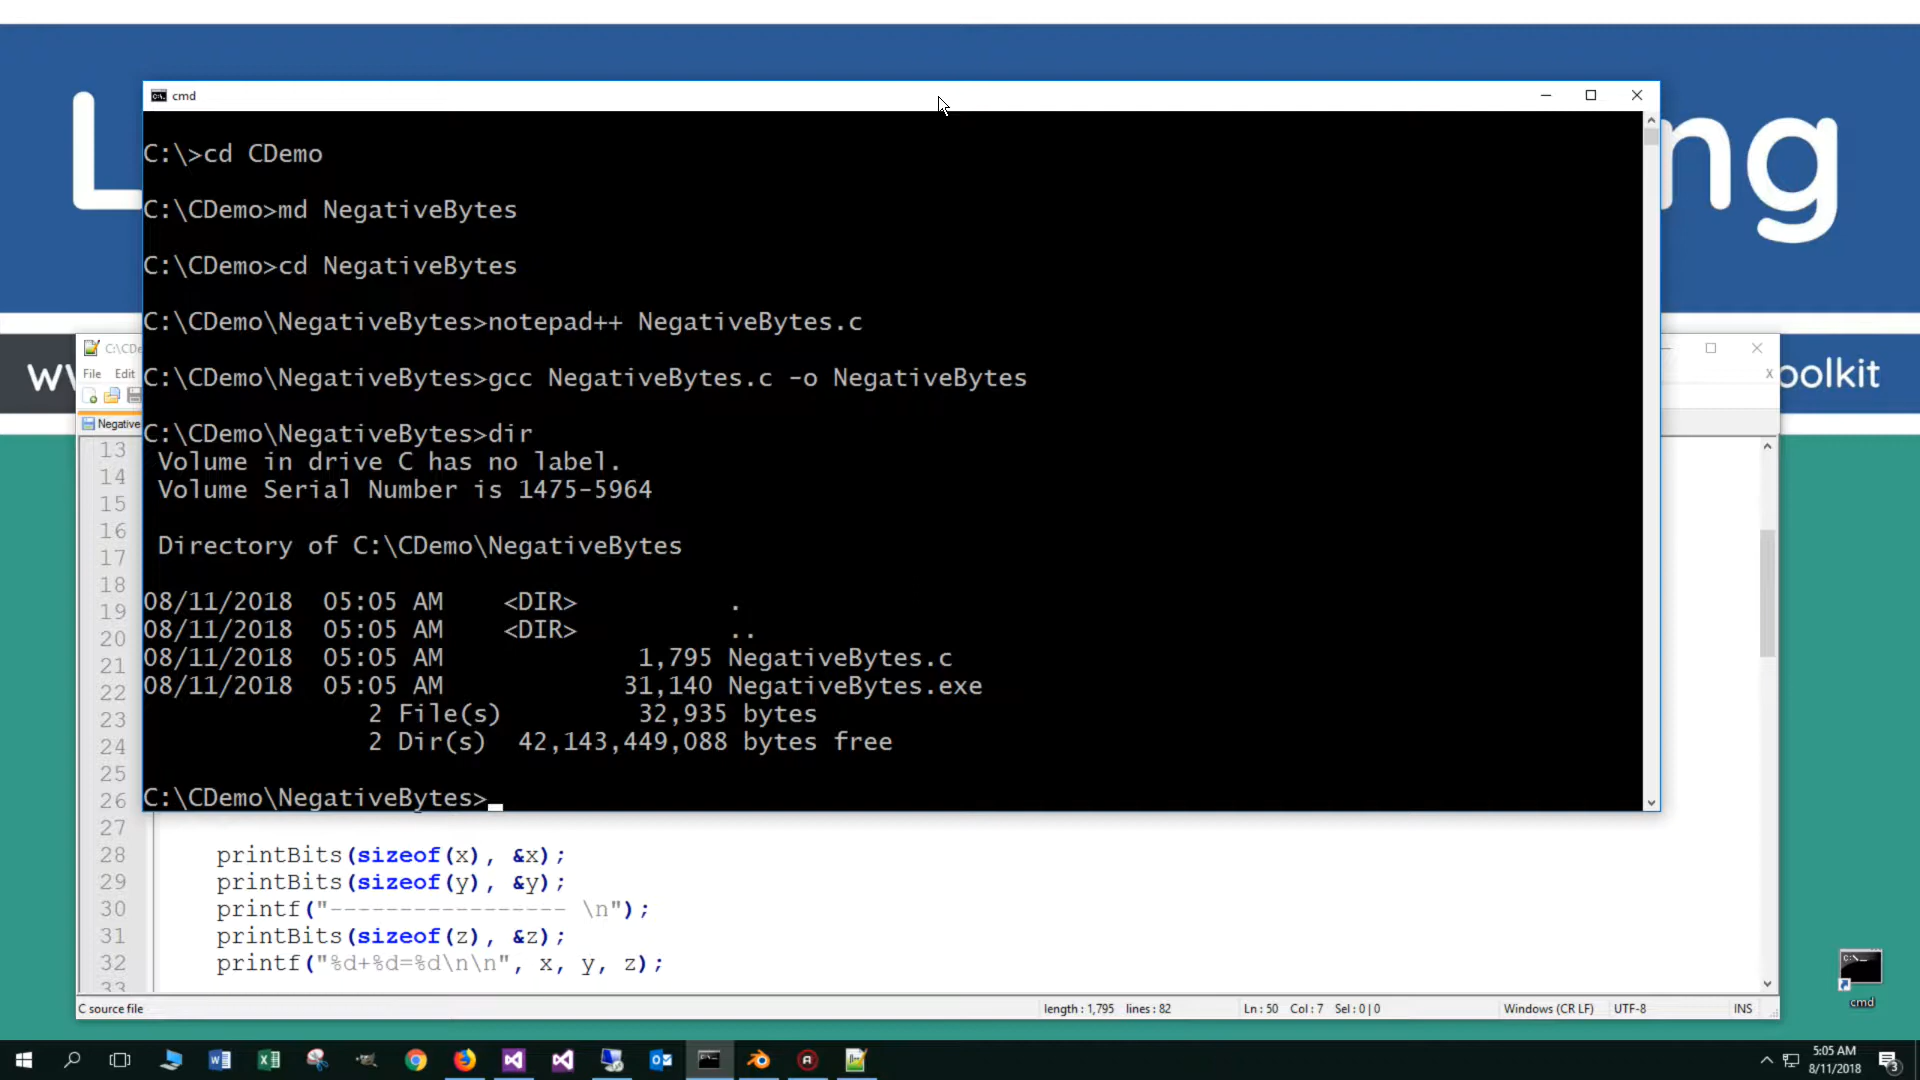 L
ng
cmd
C:\>cd CDemo
C:\CDemo>md NegativeBytes
C:\CDemo>cd NegativeBytes
C:\CDemo\NegativeBytes>notepad++ NegativeBytes.c
C:\CDemo\NegativeBytes>gcc NegativeBytes.c -o NegativeBytes
C:\CDemo\NegativeBytes>dir
Volume in drive C has no label.
Volume Serial Number is 1475-5964
Directory of C:\CDemo\NegativeBytes
08/11/2018 05:05 AM <DIR> .
08/11/2018 05:05 AM <DIR> ..
08/11/2018 05:05 AM 1,795 NegativeBytes.c
08/11/2018 05:05 AM 31,140 NegativeBytes.exe
2 File(s) 32,935 bytes
2 Dir(s) 42,143,449,088 bytes free
C:\CDemo\NegativeBytes>
oolkit
C:\CDe
File Edit
Negative
13
14
15
16
17
18
19
20
21
22
23
24
25
26
27
28 printBits(sizeof(x), &x);
29 printBits(sizeof(y), &y);
30 printf("----------------- \n");
31 printBits(sizeof(z), &z);
32 printf("%d+%d=%d\n\n", x, y, z);
33
C source file length : 1,795 lines : 82 Ln : 50 Col : 7 Sel : 0 | 0 Windows (CR LF) UTF-8 INS
cmd
5:05 AM
8/11/2018
3